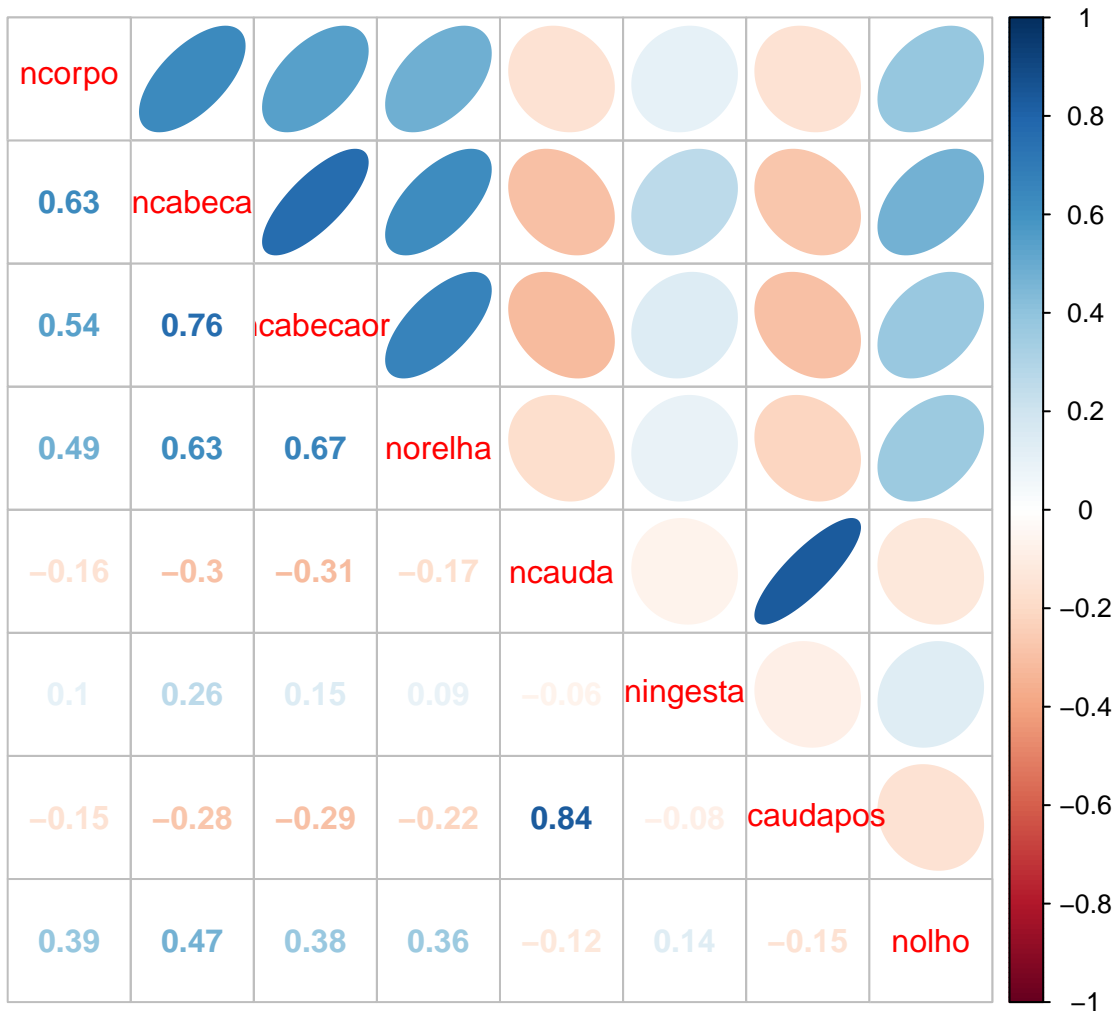 ncorpo
0.63 ncabeca
0.54 0.76 cabecaor
0.49 0.63 0.67 norelha
−0.16 −0.3 −0.31 −0.17 ncauda
0.1 0.26 0.15 0.09 −0.06 ningesta
−0.15 −0.28 −0.29 −0.22 0.84 −0.08 caudapos
0.39 0.47 0.38 0.36 −0.12 0.14 −0.15 nolho
1
0.8
0.6
0.4
0.2
0
−0.2
−0.4
−0.6
−0.8
−1